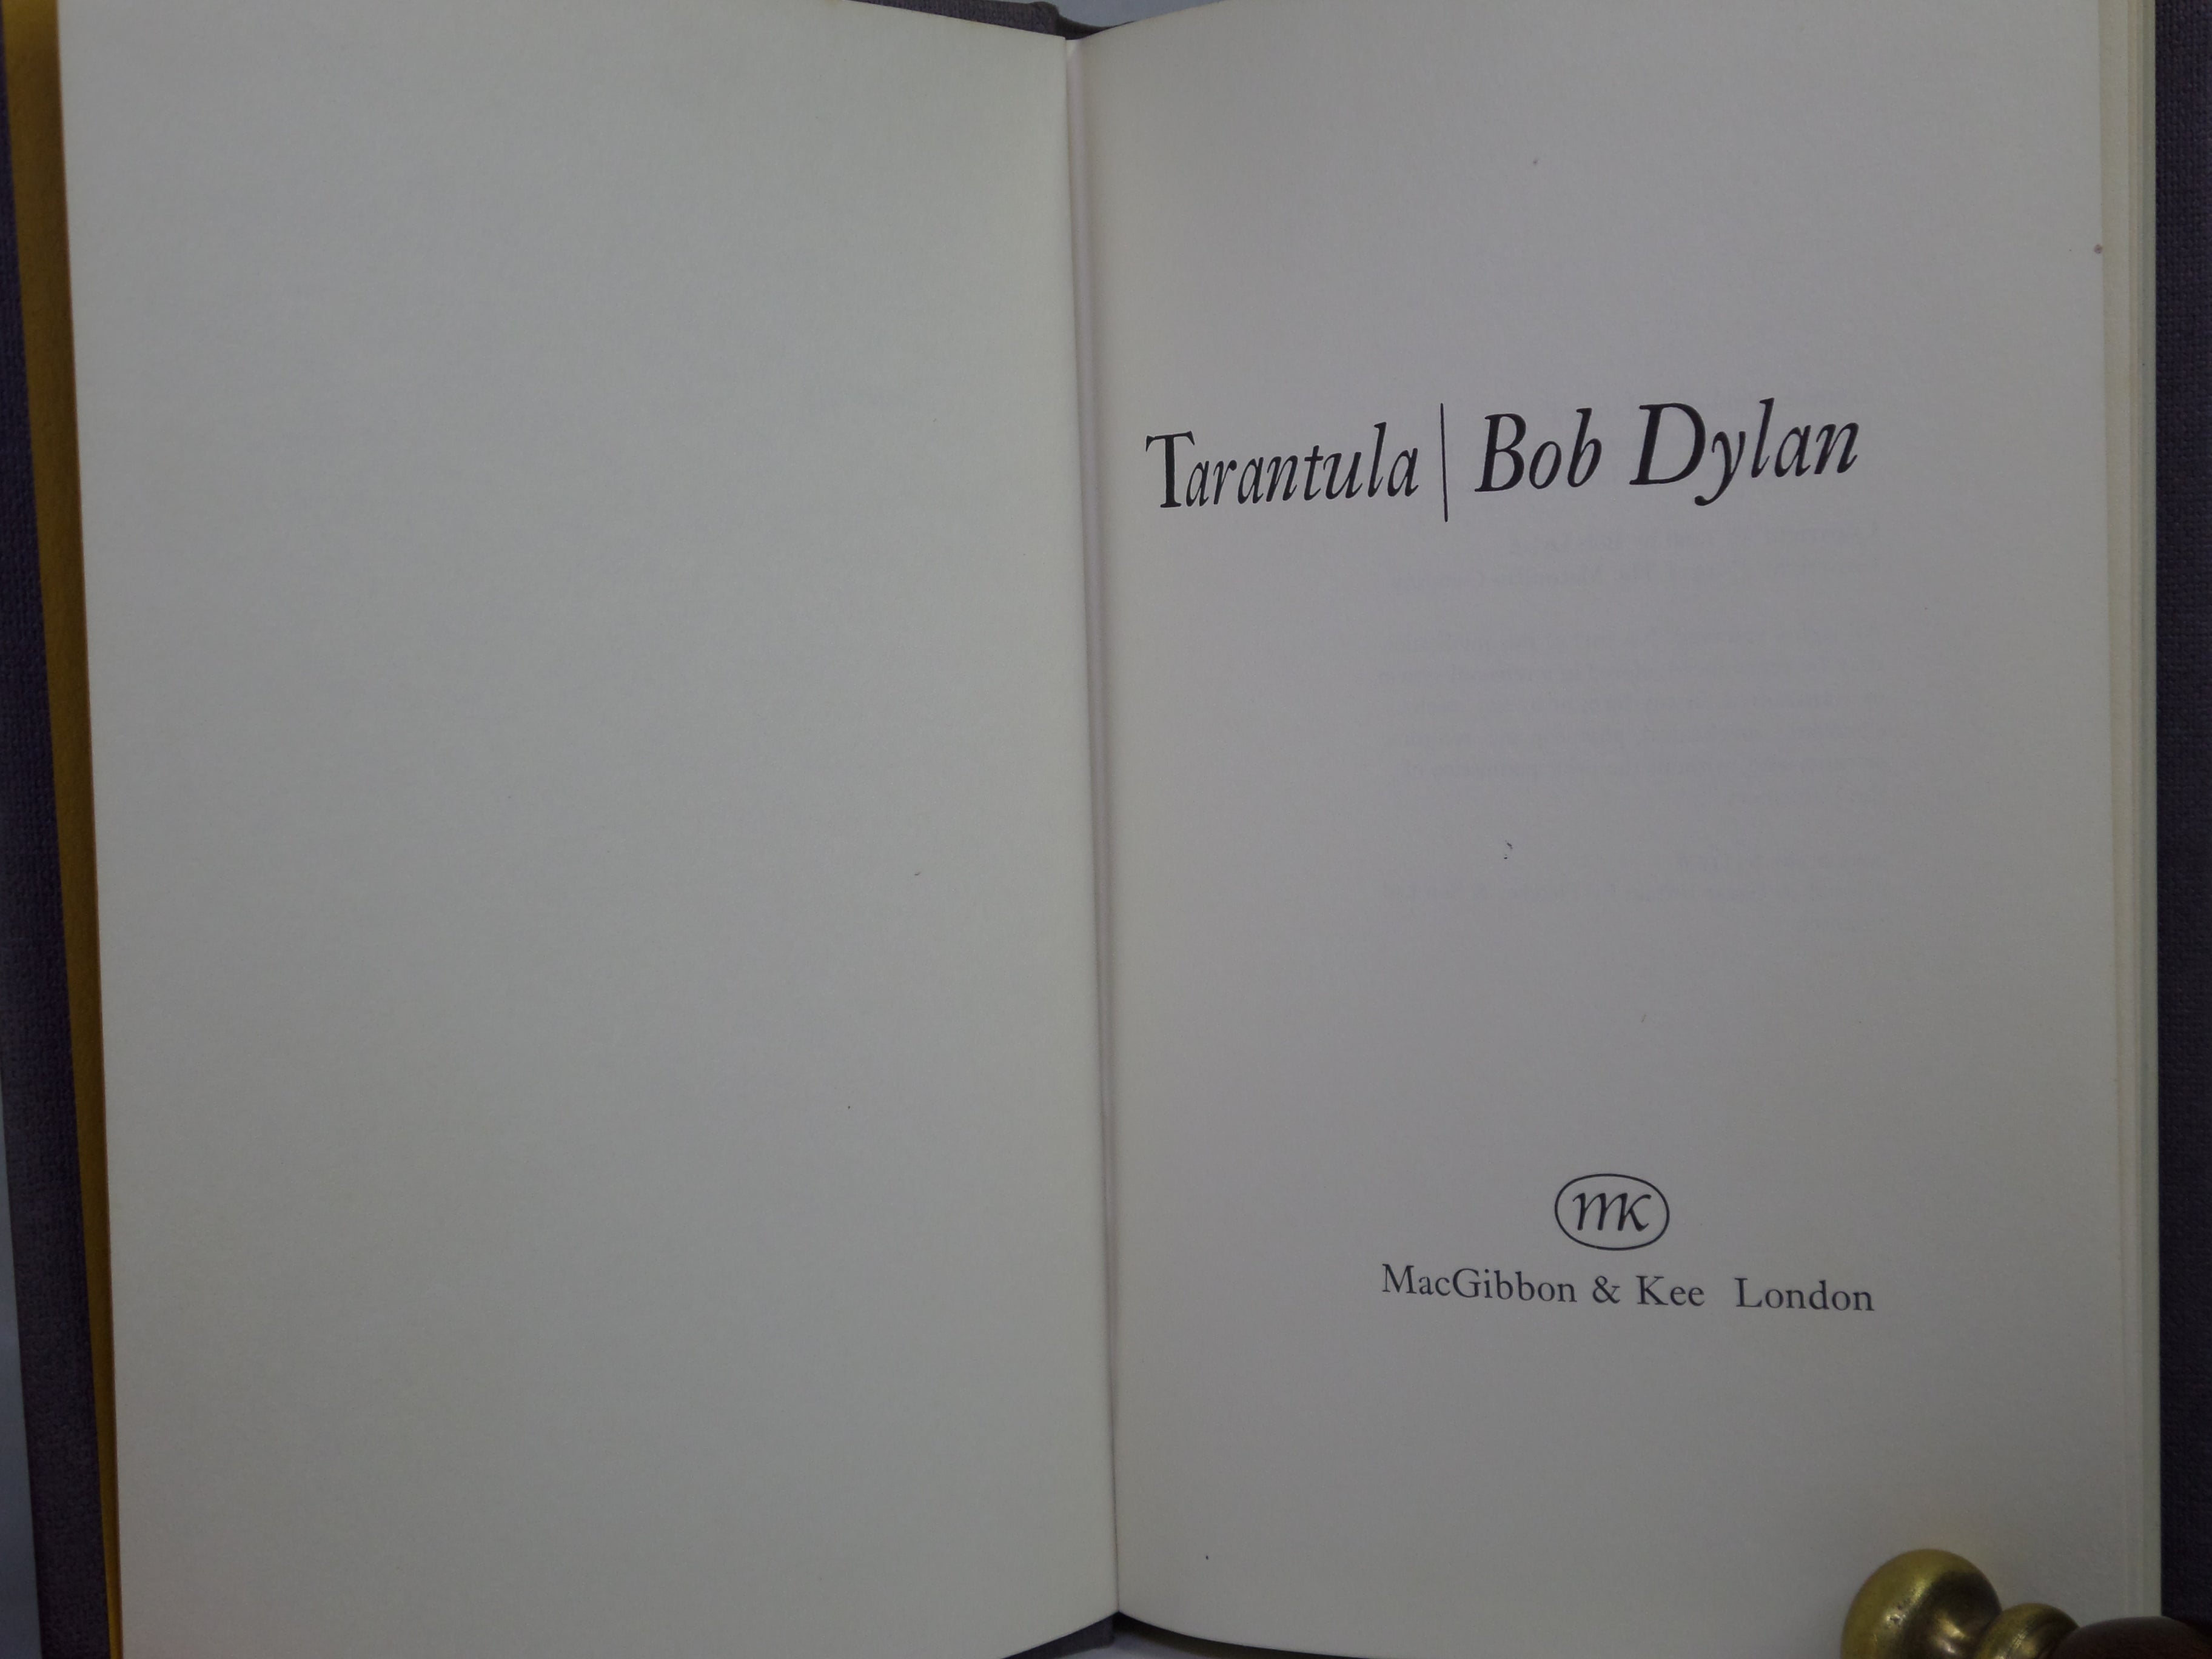 Tarantula | Bob Dylan
MK
MacGibbon & Kee London